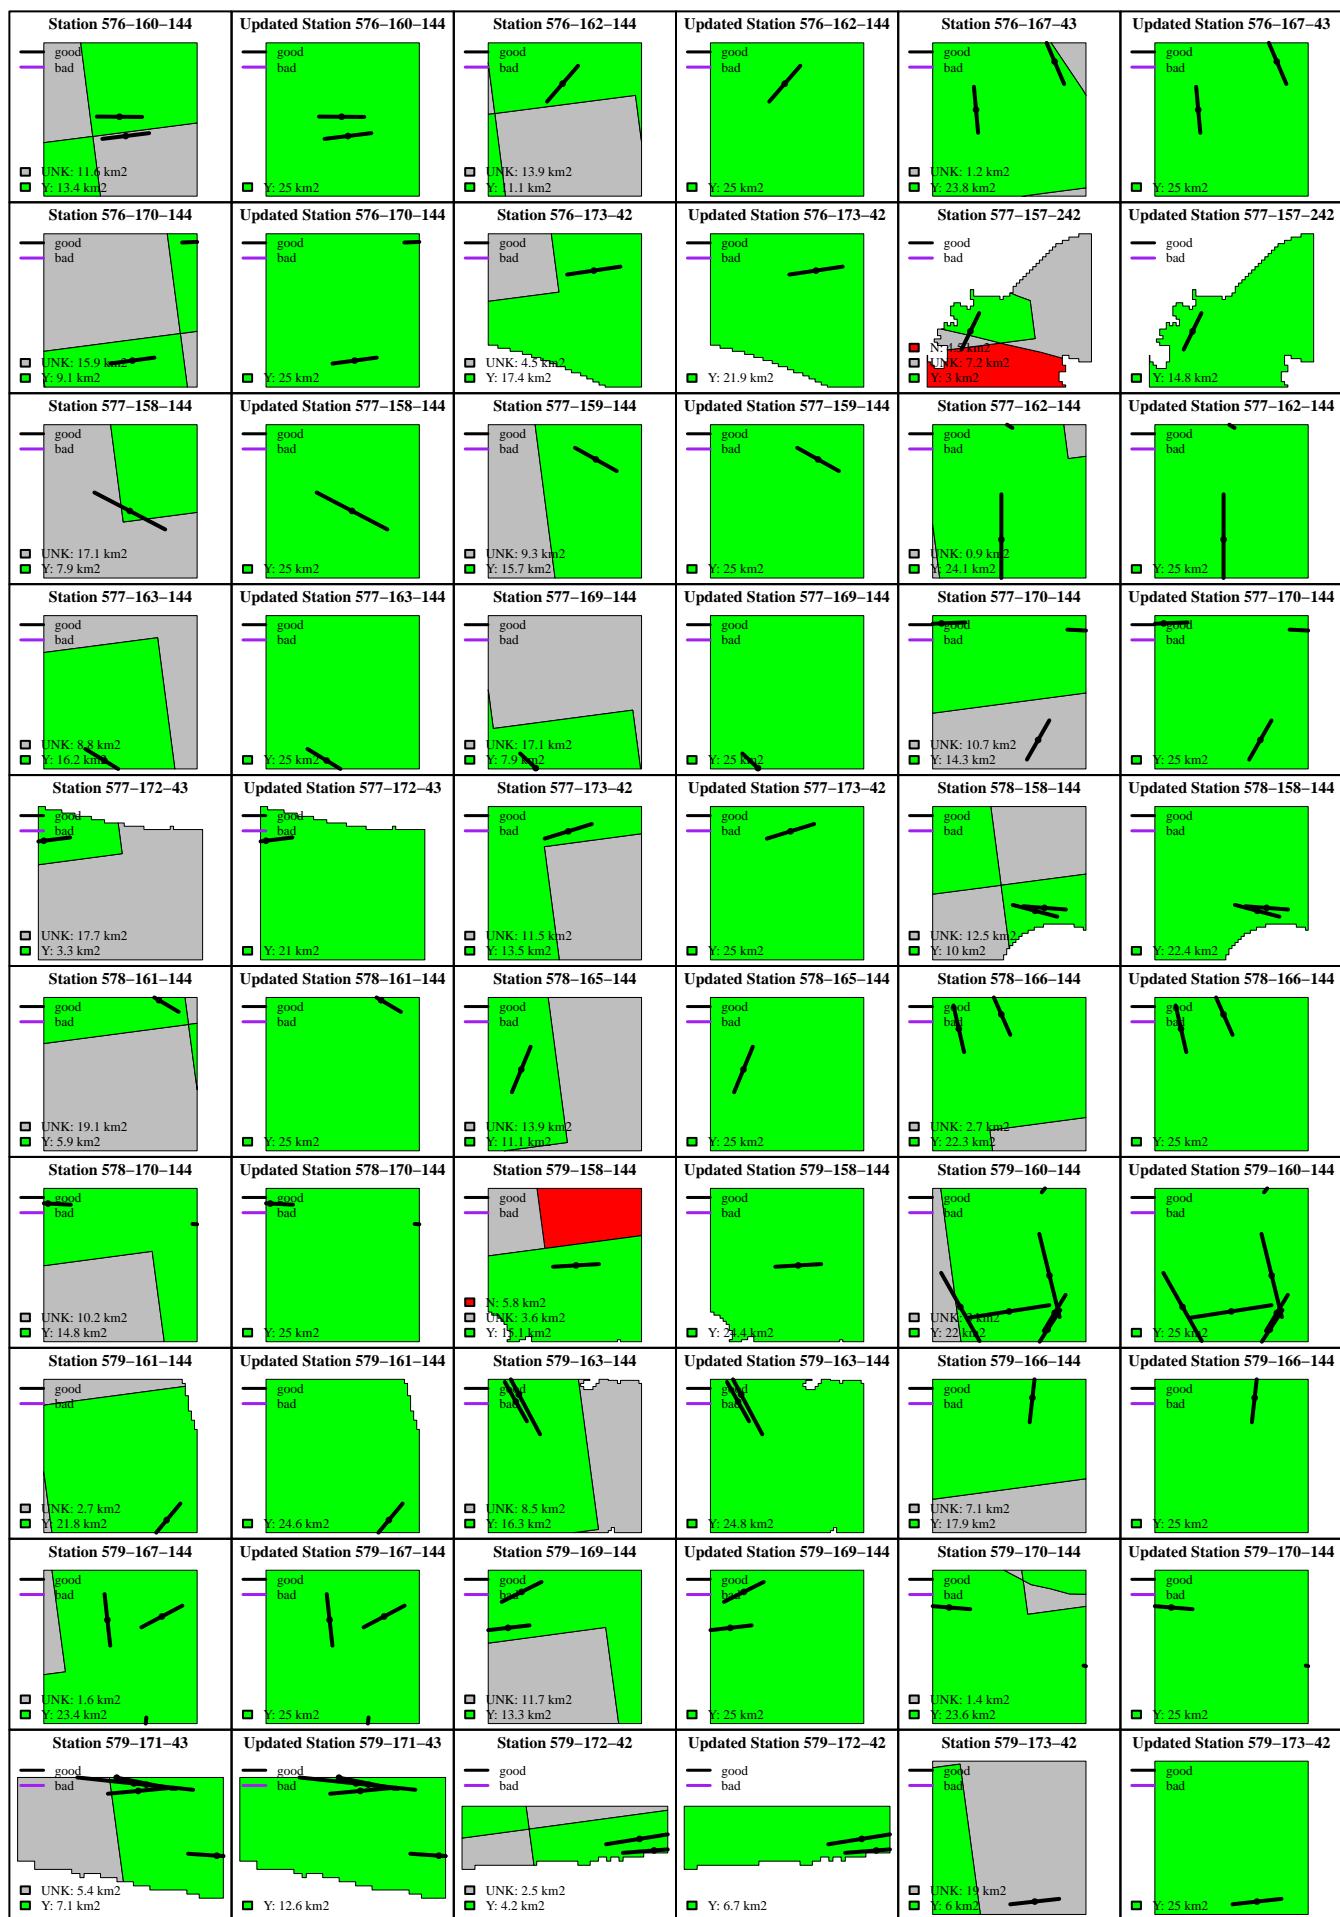 Station 576−160−144
good
bad
UNK: 11.6 km2
Y: 13.4 km2
Updated Station 576−160−144
good
bad
Y: 25 km2
Station 576−162−144
good
bad
UNK: 13.9 km2
Y: 11.1 km2
Updated Station 576−162−144
good
bad
Y: 25 km2
Station 576−167−43
good
bad
UNK: 1.2 km2
Y: 23.8 km2
Updated Station 576−167−43
good
bad
Y: 25 km2
Station 576−170−144
good
bad
UNK: 15.9 km2
Y: 9.1 km2
Updated Station 576−170−144
good
bad
Y: 25 km2
Station 576−173−42
good
bad
UNK: 4.5 km2
Y: 17.4 km2
Updated Station 576−173−42
good
bad
Y: 21.9 km2
Station 577−157−242
good
bad
N: km2
UNK: 7.2 km2
Y: 3 km2
Updated Station 577−157−242
good
bad
Y: 14.8 km2
Station 577−158−144
good
bad
UNK: 17.1 km2
Y: 7.9 km2
Updated Station 577−158−144
good
bad
Y: 25 km2
Station 577−159−144
good
bad
UNK: 9.3 km2
Y: 15.7 km2
Updated Station 577−159−144
good
bad
Y: 25 km2
Station 577−162−144
good
bad
UNK: 0.9 km2
Y: 24.1 km2
Updated Station 577−162−144
good
bad
Y: 25 km2
Station 577−163−144
good
bad
UNK: 8.8 km2
Y: 16.2 km2
Updated Station 577−163−144
good
bad
Y: 25 km2
Station 577−169−144
good
bad
UNK: 17.1 km2
Y: 7.9 km2
Updated Station 577−169−144
good
bad
Y: 25 km2
Station 577−170−144
good
bad
UNK: 10.7 km2
Y: 14.3 km2
Updated Station 577−170−144
good
bad
Y: 25 km2
Station 577−172−43
good
bad
UNK: 17.7 km2
Y: 3.3 km2
Updated Station 577−172−43
good
bad
Y: 21 km2
Station 577−173−42
good
bad
UNK: 11.5 km2
Y: 13.5 km2
Updated Station 577−173−42
good
bad
Y: 25 km2
Station 578−158−144
good
bad
UNK: 12.5 km2
Y: 10 km2
Updated Station 578−158−144
good
bad
Y: 22.4 km2
Station 578−161−144
good
bad
UNK: 19.1 km2
Y: 5.9 km2
Updated Station 578−161−144
good
bad
Y: 25 km2
Station 578−165−144
good
bad
UNK: 13.9 km2
Y: 11.1 km2
Updated Station 578−165−144
good
bad
Y: 25 km2
Station 578−166−144
good
bad
UNK: 2.7 km2
Y: 22.3 km2
Updated Station 578−166−144
good
bad
Y: 25 km2
Station 578−170−144
good
bad
UNK: 10.2 km2
Y: 14.8 km2
Updated Station 578−170−144
good
bad
Y: 25 km2
Station 579−158−144
good
bad
N: 5.8 km2
UNK: 3.6 km2
Y: 15.1 km2
Updated Station 579−158−144
good
bad
Y: 24.4 km2
Station 579−160−144
good
bad
UNK: km2
Y: 22 km2
Updated Station 579−160−144
good
bad
Y: 25 km2
Station 579−161−144
good
bad
UNK: 2.7 km2
Y: 21.8 km2
Updated Station 579−161−144
good
bad
Y: 24.6 km2
Station 579−163−144
good
bad
UNK: 8.5 km2
Y: 16.3 km2
Updated Station 579−163−144
good
bad
Y: 24.8 km2
Station 579−166−144
good
bad
UNK: 7.1 km2
Y: 17.9 km2
Updated Station 579−166−144
good
bad
Y: 25 km2
Station 579−167−144
good
bad
UNK: 1.6 km2
Y: 23.4 km2
Updated Station 579−167−144
good
bad
Y: 25 km2
Station 579−169−144
good
bad
UNK: 11.7 km2
Y: 13.3 km2
Updated Station 579−169−144
good
bad
Y: 25 km2
Station 579−170−144
good
bad
UNK: 1.4 km2
Y: 23.6 km2
Updated Station 579−170−144
good
bad
Y: 25 km2
Station 579−171−43
good
bad
UNK: 5.4 km2
Y: 7.1 km2
Updated Station 579−171−43
good
bad
Y: 12.6 km2
Station 579−172−42
good
bad
UNK: 2.5 km2
Y: 4.2 km2
Updated Station 579−172−42
good
bad
Y: 6.7 km2
Station 579−173−42
good
bad
UNK: 19 km2
Y: 6 km2
Updated Station 579−173−42
good
bad
Y: 25 km2